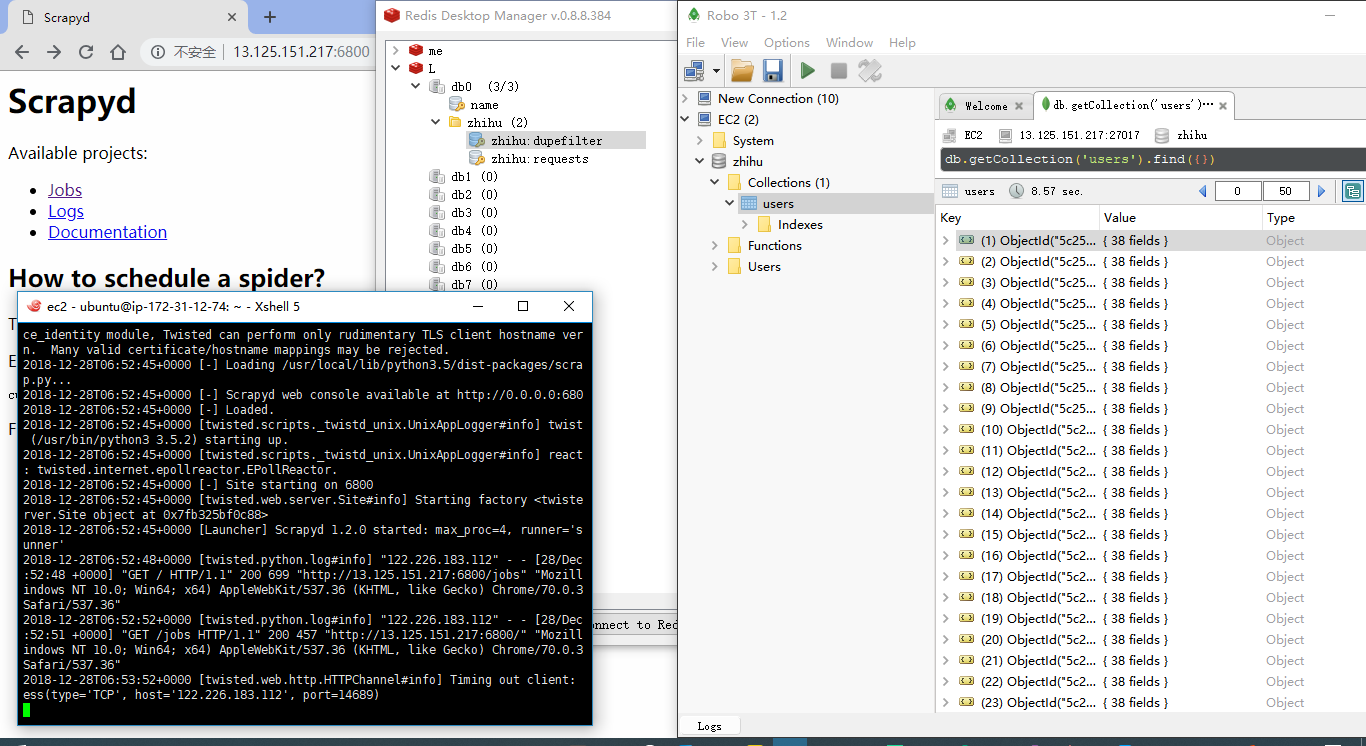 Scrapyd
不安全 13.125.151.217:6800
Scrapyd
Available projects:
Jobs
Logs
Documentation
How to schedule a spider?
Redis Desktop Manager v.0.8.8.384
me
L
db0 (3/3)
name
zhihu (2)
zhihu:dupefilter
zhihu:requests
db1 (0)
db2 (0)
db3 (0)
db4 (0)
db5 (0)
db6 (0)
db7 (0)
onnect to Red
ec2 - ubuntu@ip-172-31-12-74: ~ - Xshell 5
ce_identity module, Twisted can perform only rudimentary TLS client hostname ver
n.  Many valid certificate/hostname mappings may be rejected.
2018-12-28T06:52:45+0000 [-] Loading /usr/local/lib/python3.5/dist-packages/scra
p.py...
2018-12-28T06:52:45+0000 [-] Scrapyd web console available at http://0.0.0.0:680
2018-12-28T06:52:45+0000 [-] Loaded.
2018-12-28T06:52:45+0000 [twisted.scripts._twistd_unix.UnixAppLogger#info] twist
(/usr/bin/python3 3.5.2) starting up.
2018-12-28T06:52:45+0000 [twisted.scripts._twistd_unix.UnixAppLogger#info] react
: twisted.internet.epollreactor.EPollReactor.
2018-12-28T06:52:45+0000 [-] Site starting on 6800
2018-12-28T06:52:45+0000 [twisted.web.server.Site#info] Starting factory <twiste
rver.Site object at 0x7fb325bf0c88>
2018-12-28T06:52:45+0000 [Launcher] Scrapyd 1.2.0 started: max_proc=4, runner='s
unner'
2018-12-28T06:52:48+0000 [twisted.python.log#info] "122.226.183.112" - - [28/Dec
:52:48 +0000] "GET / HTTP/1.1" 200 699 "http://13.125.151.217:6800/jobs" "Mozill
indows NT 10.0; Win64; x64) AppleWebKit/537.36 (KHTML, like Gecko) Chrome/70.0.3
Safari/537.36"
2018-12-28T06:52:52+0000 [twisted.python.log#info] "122.226.183.112" - - [28/Dec
:52:51 +0000] "GET /jobs HTTP/1.1" 200 457 "http://13.125.151.217:6800/" "Mozill
indows NT 10.0; Win64; x64) AppleWebKit/537.36 (KHTML, like Gecko) Chrome/70.0.3
Safari/537.36"
2018-12-28T06:53:52+0000 [twisted.web.http.HTTPChannel#info] Timing out client:
ess(type='TCP', host='122.226.183.112', port=14689)
Robo 3T - 1.2
File View Options Window Help
New Connection (10)
EC2 (2)
System
zhihu
Collections (1)
users
Indexes
Functions
Users
Logs
Welcome db.getCollection('users')···
EC2 13.125.151.217:27017 zhihu
db.getCollection('users').find({})
users 8.57 sec. 0 50
Key Value Type
(1) ObjectId("5c25... { 38 fields } Object
(2) ObjectId("5c25... { 38 fields } Object
(3) ObjectId("5c25... { 38 fields } Object
(4) ObjectId("5c25... { 38 fields } Object
(5) ObjectId("5c25... { 38 fields } Object
(6) ObjectId("5c25... { 38 fields } Object
(7) ObjectId("5c25... { 38 fields } Object
(8) ObjectId("5c25... { 38 fields } Object
(9) ObjectId("5c25... { 38 fields } Object
(10) ObjectId("5c2... { 38 fields } Object
(11) ObjectId("5c2... { 38 fields } Object
(12) ObjectId("5c2... { 38 fields } Object
(13) ObjectId("5c2... { 38 fields } Object
(14) ObjectId("5c2... { 38 fields } Object
(15) ObjectId("5c2... { 38 fields } Object
(16) ObjectId("5c2... { 38 fields } Object
(17) ObjectId("5c2... { 38 fields } Object
(18) ObjectId("5c2... { 38 fields } Object
(19) ObjectId("5c2... { 38 fields } Object
(20) ObjectId("5c2... { 38 fields } Object
(21) ObjectId("5c2... { 38 fields } Object
(22) ObjectId("5c2... { 38 fields } Object
(23) ObjectId("5c2... { 38 fields } Object